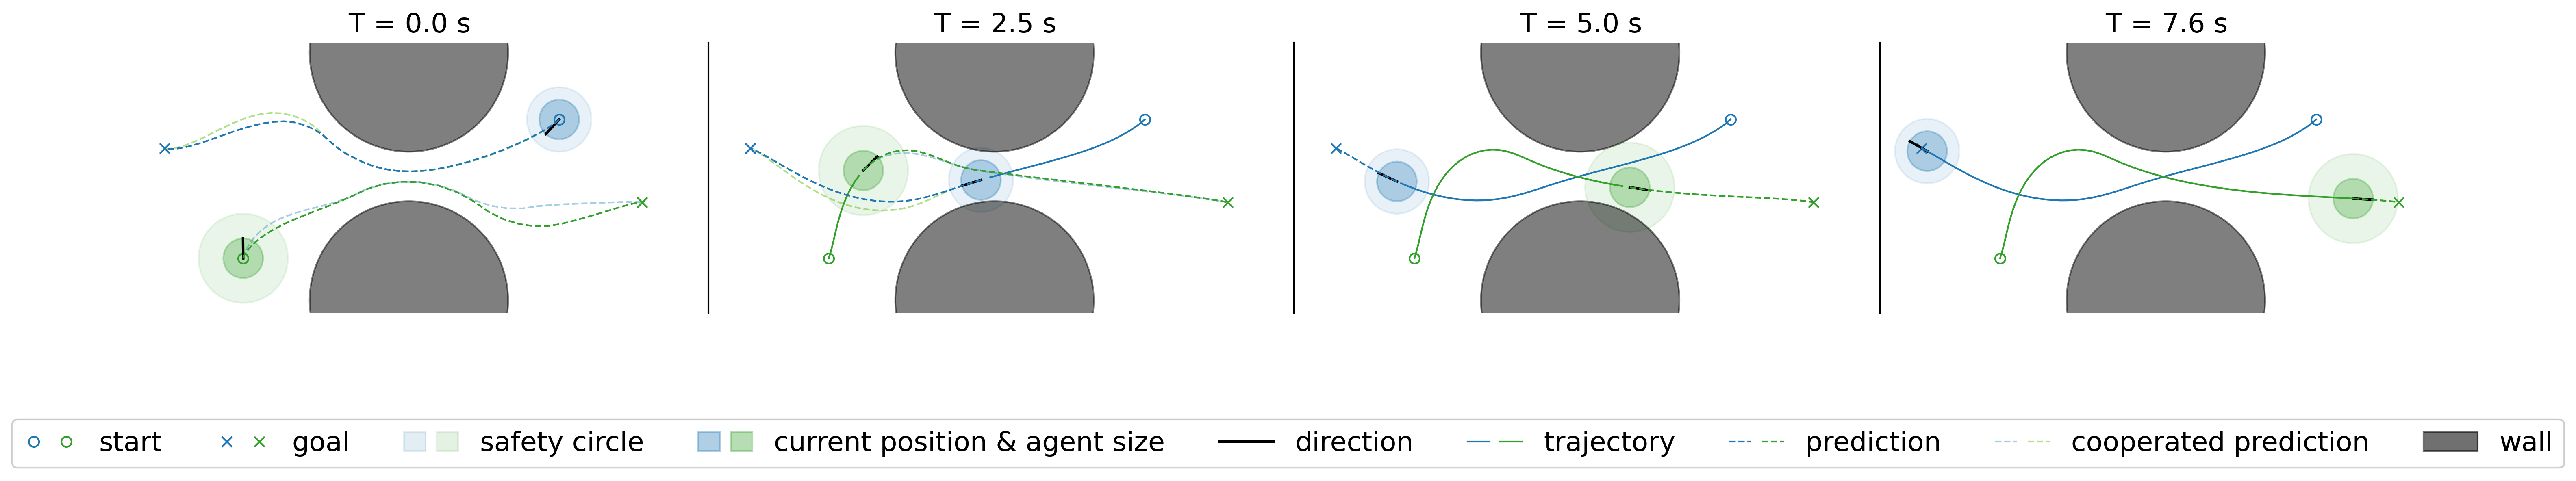 T = 0.0 s
T = 2.5 s
T = 5.0 s
T = 7.6 s
start goal safety circle current position & agent size direction trajectory prediction cooperated prediction wall